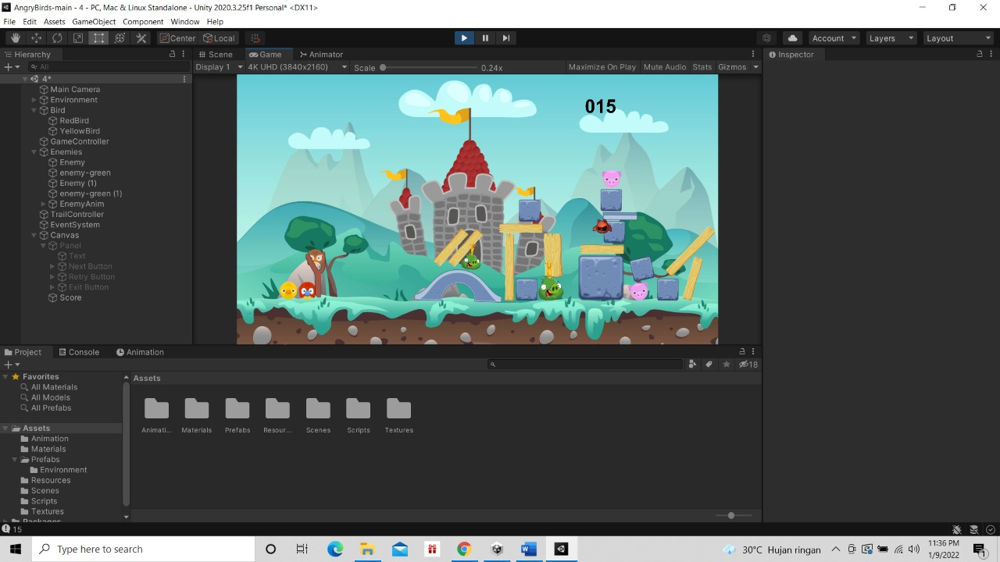 AngryBirds-main - 4 - PC, Mac & Linux Standalone - Unity 2020.3.25f1 Personal* <DX11>
File Edit Assets GameObject Component Window Help
Center Local Account Layers Layout
Hierarchy Scene Game Animator Inspector
All Display 1 4K UHD (3840x2160) Scale 0.24x Maximize On Play Mute Audio Stats Gizmos
4*
Main Camera
Environment
Bird
RedBird
YellowBird
GameController
Enemies
Enemy
enemy-green
Enemy (1)
enemy-green (1)
EnemyAnim
TrailController
EventSystem
Canvas
Panel
Text
Next Button
Retry Button
Exit Button
Score
015
Project Console Animation
18
Favorites
All Materials
All Models
All Prefabs
Assets
Animation
Materials
Prefabs
Environment
Resources
Scenes
Scripts
Textures
Packages
Assets
Animati... Materials Prefabs Resour... Scenes Scripts Textures
15
Type here to search
30°C Hujan ringan
11:36 PM
1/9/2022
1